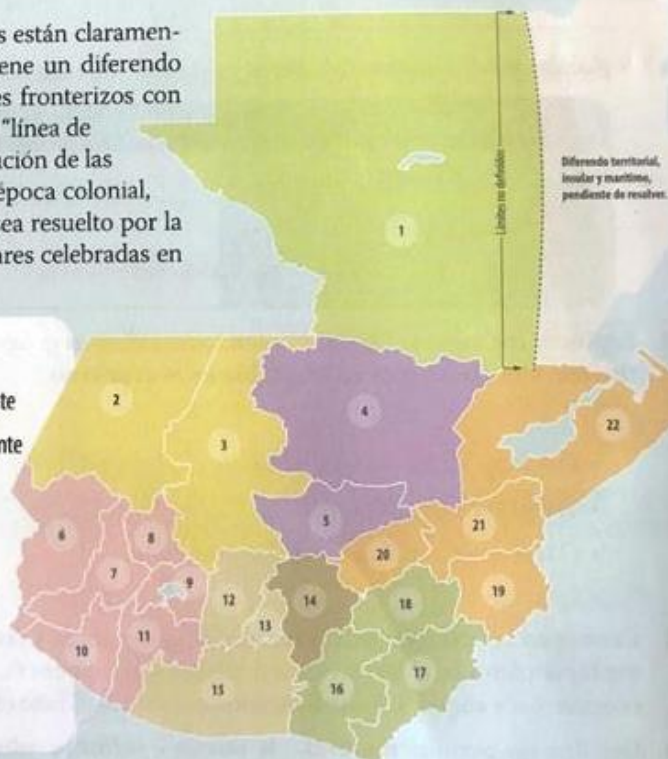 s están claramen-
ene un diferendo
es fronterizos con
"línea de
ución de las
época colonial,
sea resuelto por la
ares celebradas en
te
nte
Límites no definidos
Diferendo territorial,
insular y marítimo,
pendiente de resolver.
1
2
3
4
22
5
6
8
7
9
21
20
12
14
19
18
13
11
10
17
15
16